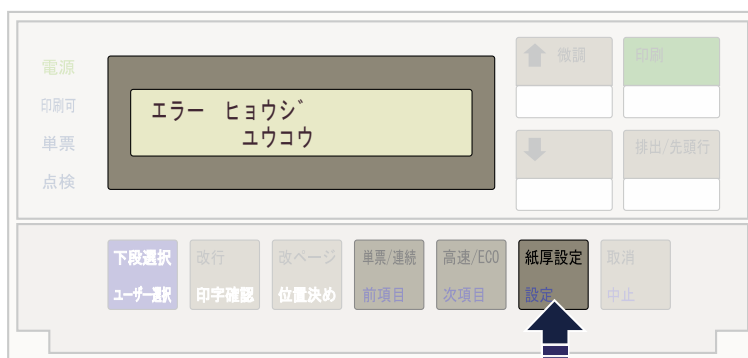 電源
印刷可
単票
点検
エラー ヒョウジ゛
ユウコウ
微調
印刷
排出/先頭行
下段選択
ユーザー選択
改行
印字確認
改ページ
位置決め
単票/連続
前項目
高速/ECO
次項目
紙厚設定
設定
取消
中止